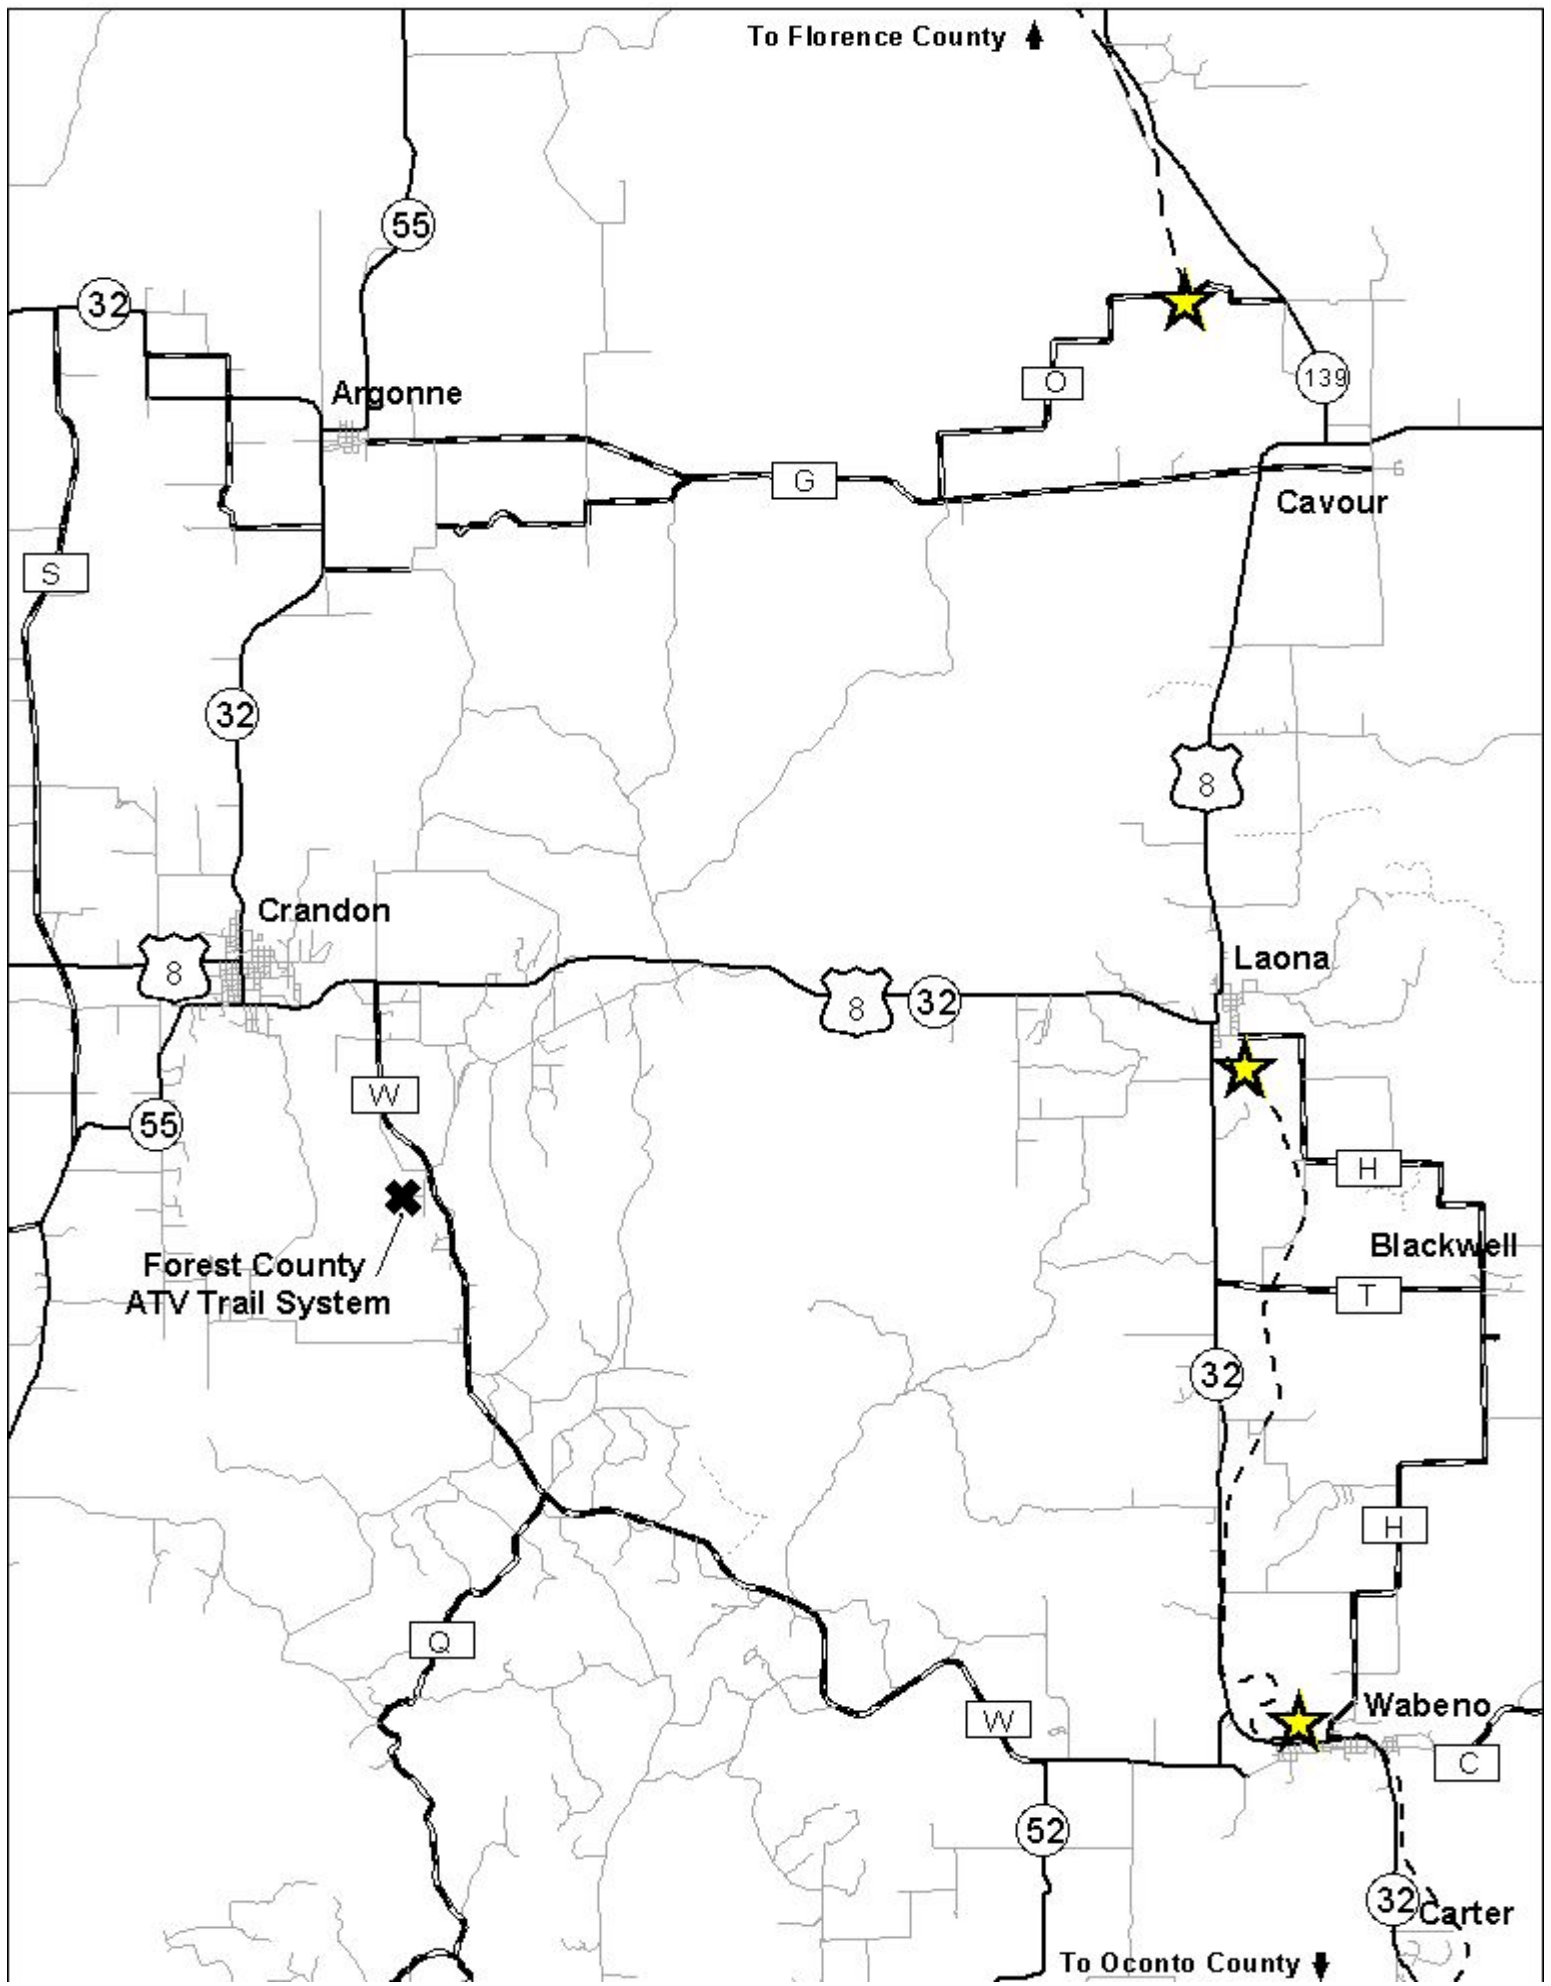 To Florence County
55
32
Argonne
O
139
G
Cavour
S
32
8
Crandon
Laona
8
8
32
W
55
H
Forest County
ATV Trail System
Blackwell
T
32
H
Q
W
Wabeno
C
52
32
Carter
To Oconto County